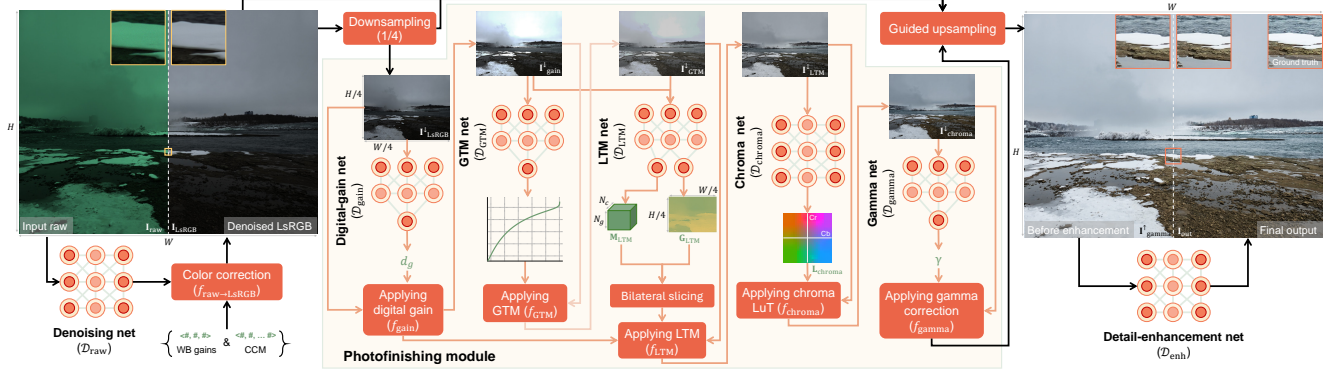 W
Downsampling
(1/4)
Guided upsampling
W
H
Input raw
I_raw
I_LsRGB
Denoised LsRGB
W
Denoising net
(𝒟_raw)
Color correction
(f_raw→LsRGB)
<#, #, #>
WB gains
&
<#, #, ... #>
CCM
H/4
I↓_LsRGB
W/4
Digital-gain net
(𝒟_gain)
d_g
Applying
digital gain
(f_gain)
I↓_gain
GTM net
(𝒟_GTM)
Applying
GTM (f_GTM)
I↓_GTM
LTM net
(𝒟_LTM)
N_c
N_g
M_LTM
W/4
H/4
G_LTM
Bilateral slicing
Applying LTM
(f_LTM)
I↓_LTM
Chroma net
(𝒟_chroma)
Cr
Cb
L_chroma
Applying chroma
LuT (f_chroma)
I↓_chroma
Gamma net
(𝒟_gamma)
γ
Applying gamma
correction
(f_gamma)
Photofinishing module
H
Ground truth
Before enhancement
I↑_gamma
I_out
Final output
Detail-enhancement net
(𝒟_enh)